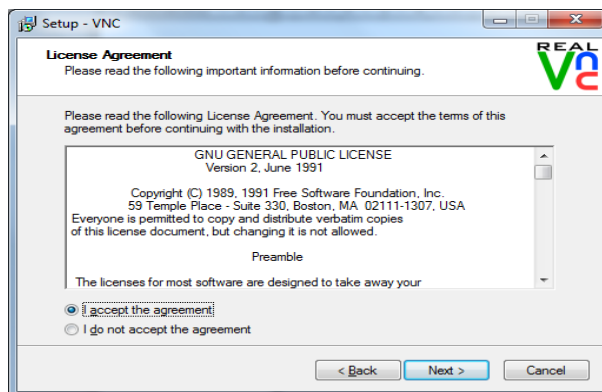 Setup - VNC
License Agreement
Please read the following important information before continuing.
REAL
VNC
Please read the following License Agreement. You must accept the terms of this
agreement before continuing with the installation.
GNU GENERAL PUBLIC LICENSE
Version 2, June 1991
Copyright (C) 1989, 1991 Free Software Foundation, Inc.
59 Temple Place - Suite 330, Boston, MA 02111-1307, USA
Everyone is permitted to copy and distribute verbatim copies
of this license document, but changing it is not allowed.
Preamble
The licenses for most software are designed to take away your
I accept the agreement
I do not accept the agreement
< Back
Next >
Cancel